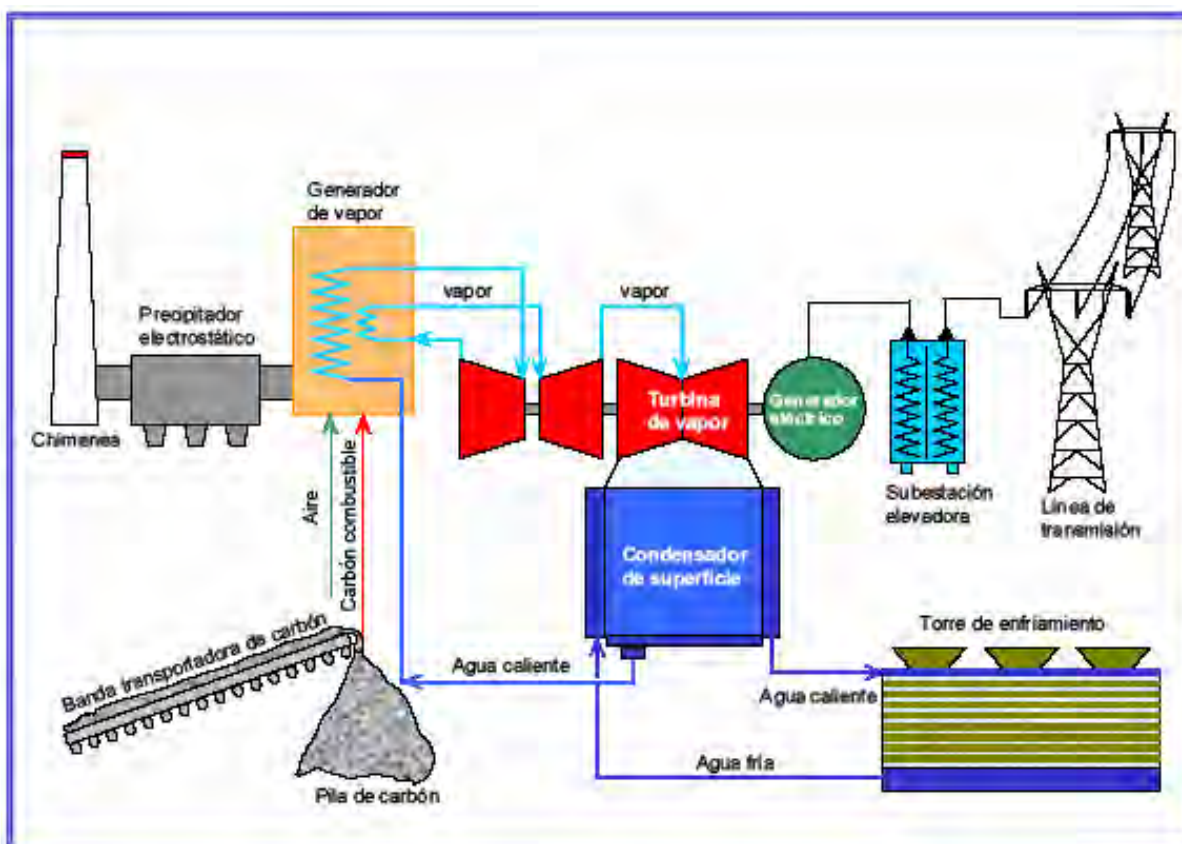 Generador
de vapor
vapor
vapor
Precipitador
electrostático
Chimenea
Turbina
de vapor
Generador
eléctrico
Subestación
elevadora
Línea de
transmisión
Aire
Carbón combustible
Condensador
de superficie
Banda transportadora de carbón
Torre de enfriamiento
Agua caliente
Agua caliente
Agua fría
Pila de carbón